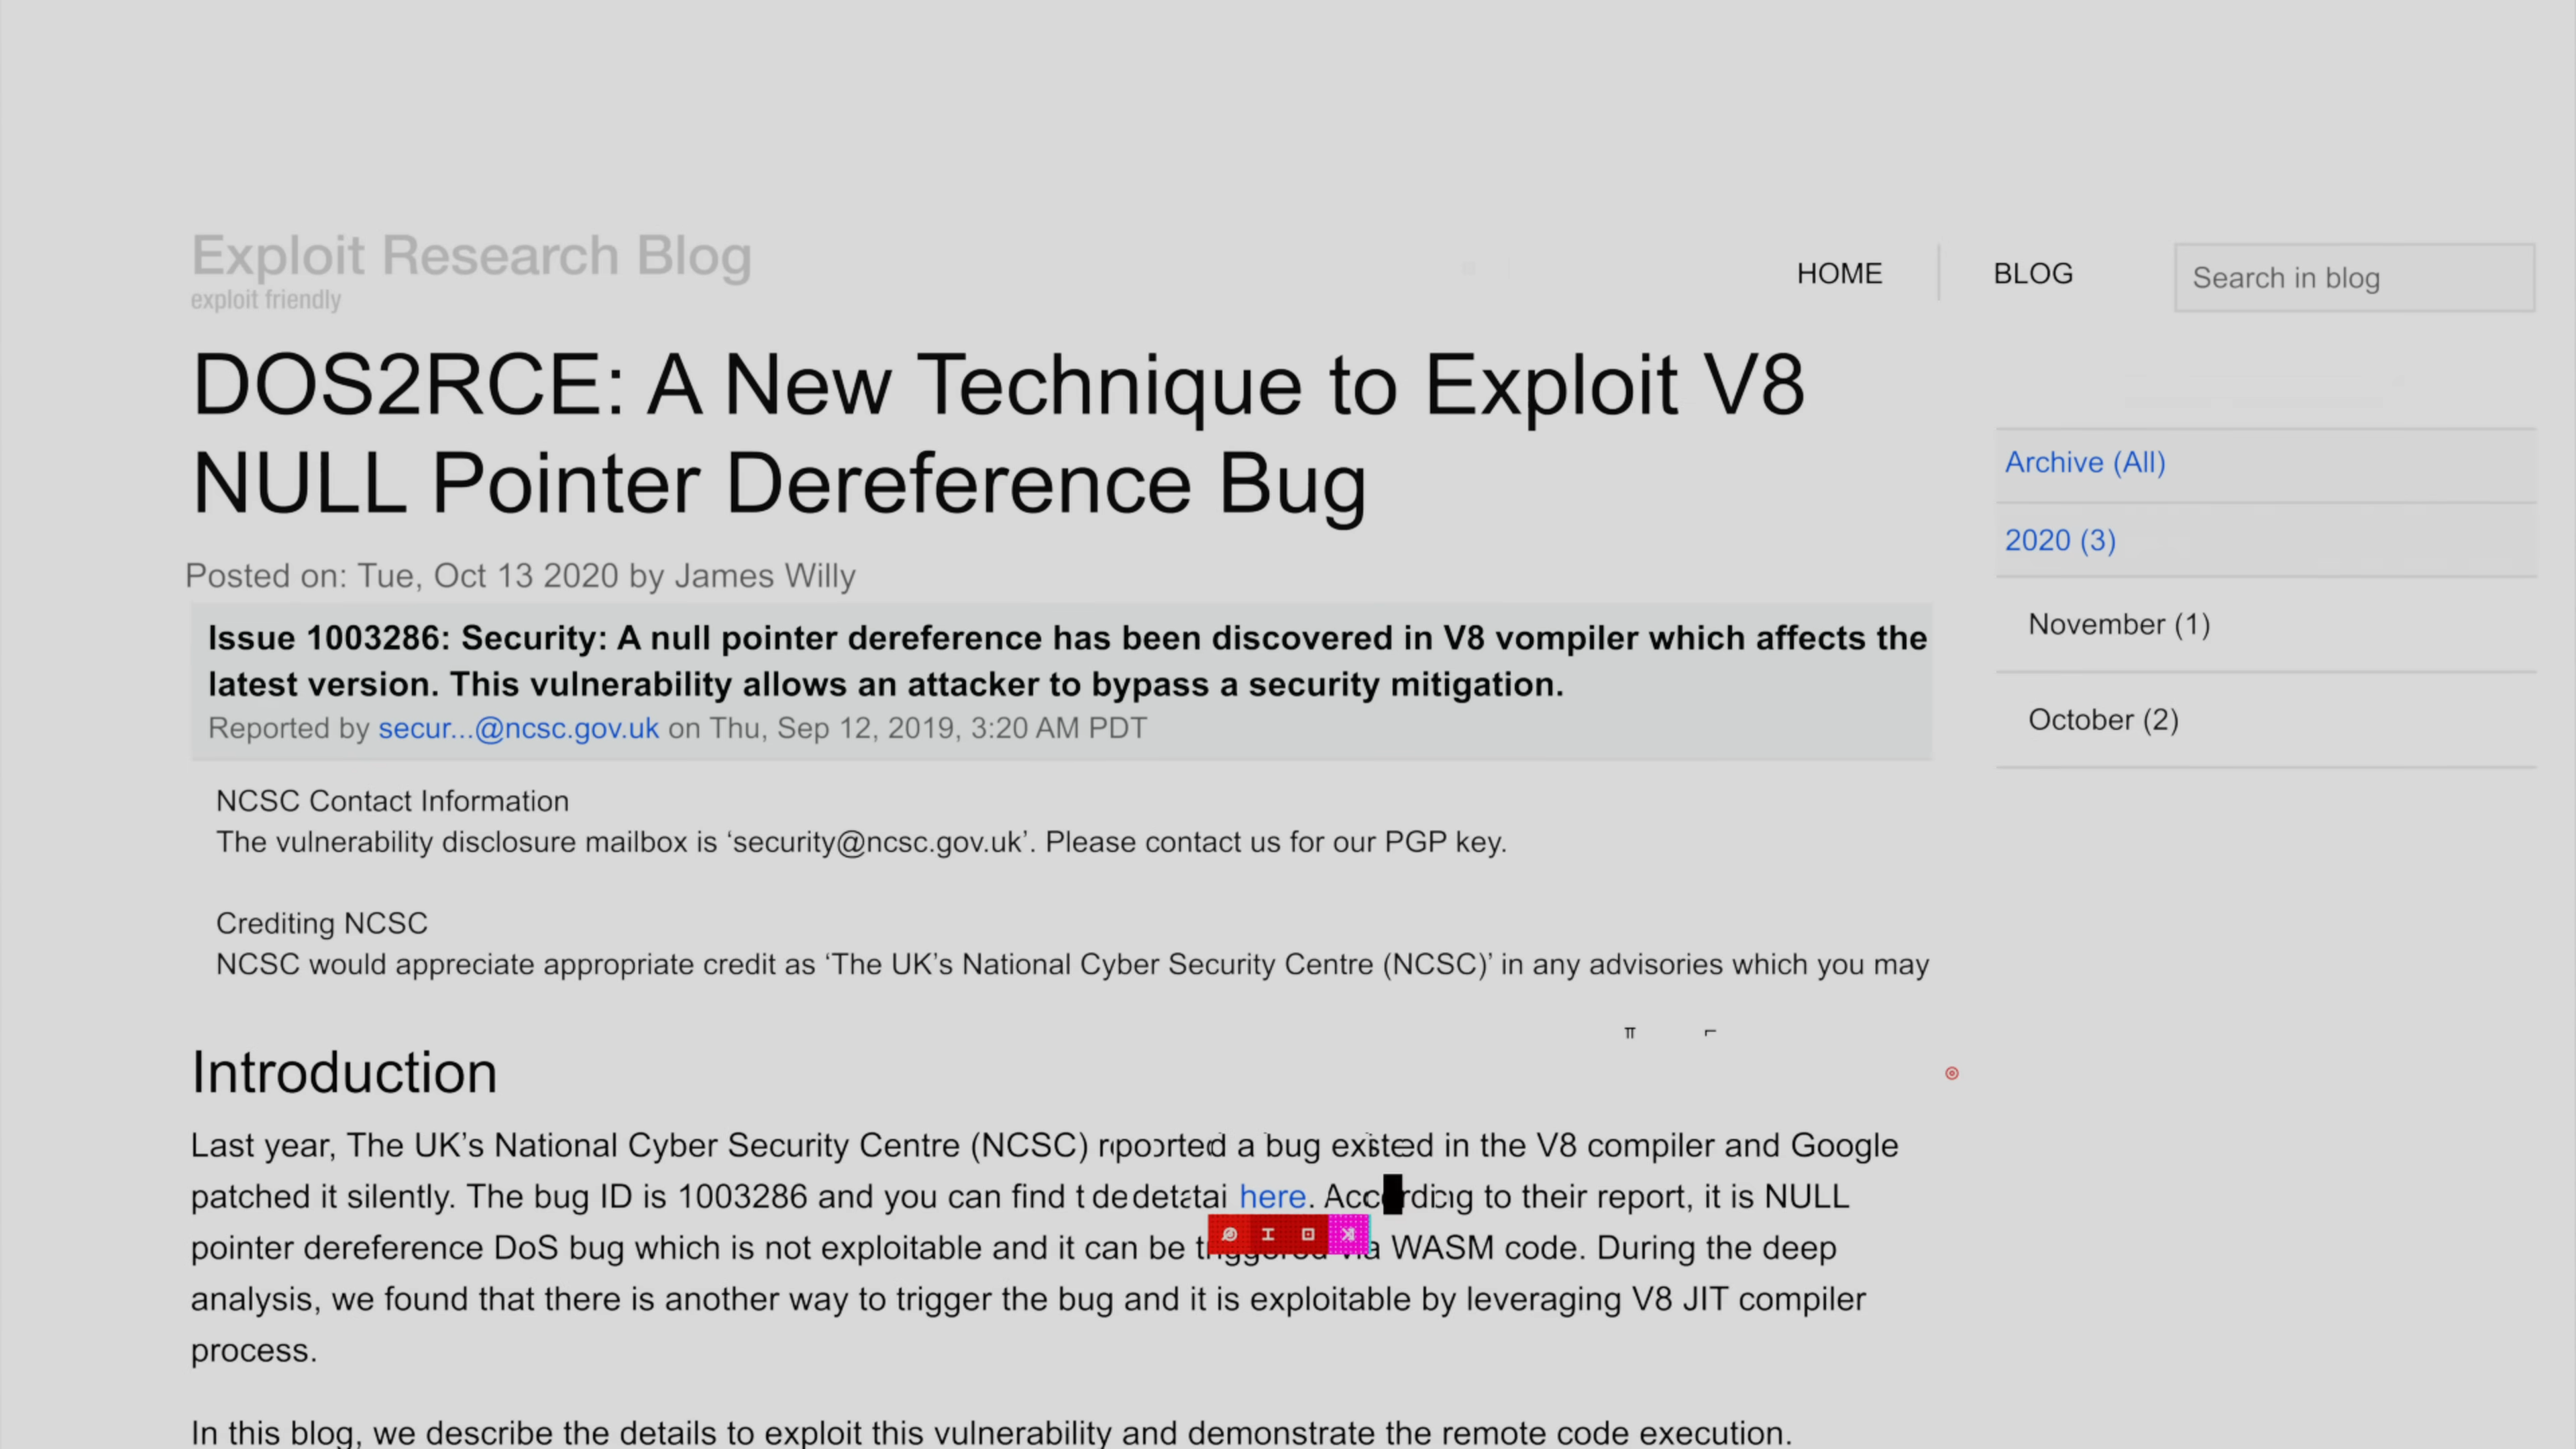 Exploit Research Blog
exploit friendly
HOME
BLOG
Search in blog
DOS2RCE: A New Technique to Exploit V8
NULL Pointer Dereference Bug
Posted on: Tue, Oct 13 2020 by James Willy
Issue 1003286: Security: A null pointer dereference has been discovered in V8 vompiler which affects the
latest version. This vulnerability allows an attacker to bypass a security mitigation.
Reported by secur...@ncsc.gov.uk on Thu, Sep 12, 2019, 3:20 AM PDT
NCSC Contact Information
The vulnerability disclosure mailbox is ‘security@ncsc.gov.uk’. Please contact us for our PGP key.
Crediting NCSC
NCSC would appreciate appropriate credit as ‘The UK’s National Cyber Security Centre (NCSC)’ in any advisories which you may
Introduction
Last year, The UK’s National Cyber Security Centre (NCSC) a bug in the V8 compiler and Google
patched it silently. The bug ID is 1003286 and you can find here. to their report, it is NULL
pointer dereference DoS bug which is not exploitable and it can be WASM code. During the deep
analysis, we found that there is another way to trigger the bug and it is exploitable by leveraging V8 JIT compiler
process.
In this blog, we describe the details to exploit this vulnerability and demonstrate the remote code execution.
Archive (All)
2020 (3)
November (1)
October (2)